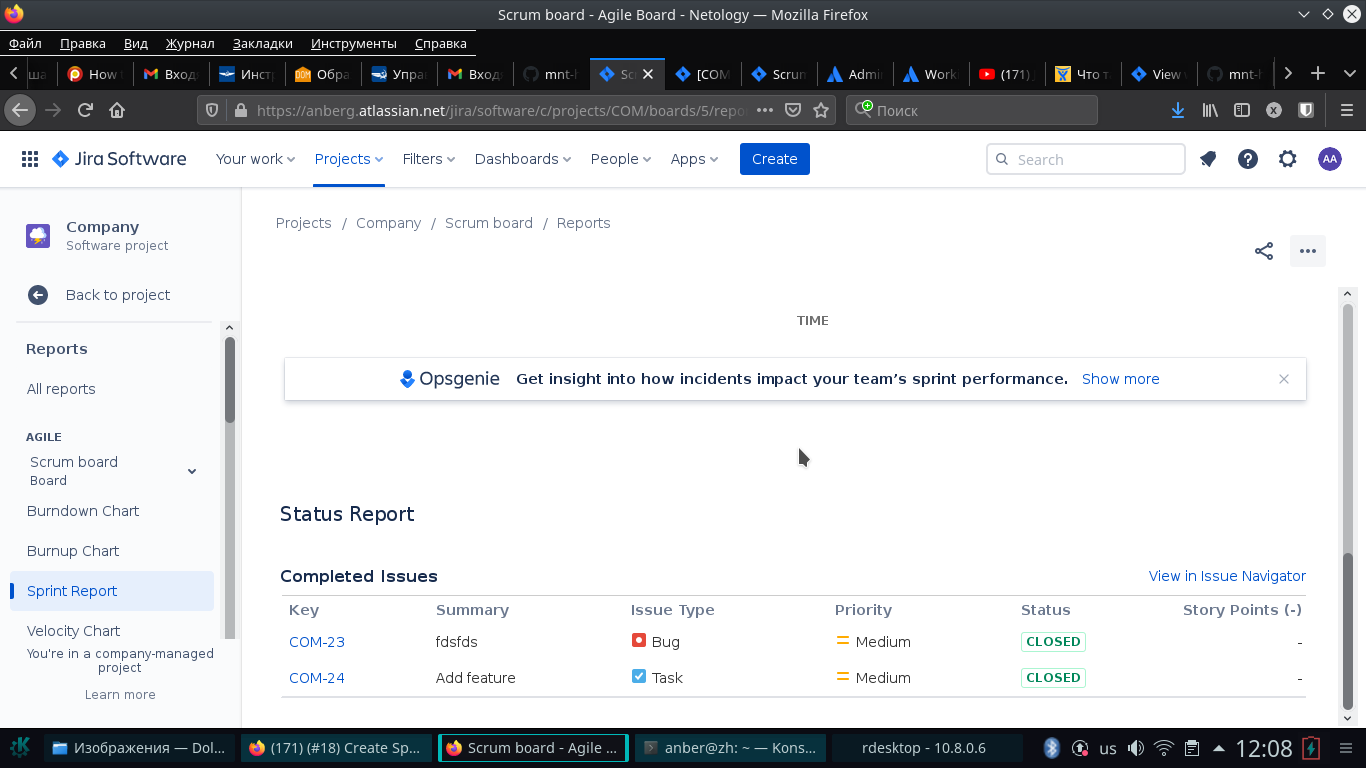 Scrum board - Agile Board - Netology — Mozilla Firefox
Файл Правка Вид Журнал Закладки Инструменты Справка
How Вход Инст Обра Упра Вход mnt-h Scr [COM Scrum Admi Work (171) Что т View mnt-h
https://anberg.atlassian.net/jira/software/c/projects/COM/boards/5/repo Поиск
Jira Software Your work Projects Filters Dashboards People Apps Create Search AA
Projects / Company / Scrum board / Reports
Company
Software project
Back to project
Reports
All reports
AGILE
Scrum board
Board
Burndown Chart
Burnup Chart
Sprint Report
Velocity Chart
You're in a company-managed
project
Learn more
TIME
Opsgenie Get insight into how incidents impact your team's sprint performance. Show more
Status Report
Completed Issues View in Issue Navigator
Key Summary Issue Type Priority Status Story Points (-)
COM-23 fdsfds Bug Medium CLOSED -
COM-24 Add feature Task Medium CLOSED -
Изображения — Dol... (171) (#18) Create Sp... Scrum board - Agile ... anber@zh: ~ — Kons... rdesktop - 10.8.0.6 us 12:08